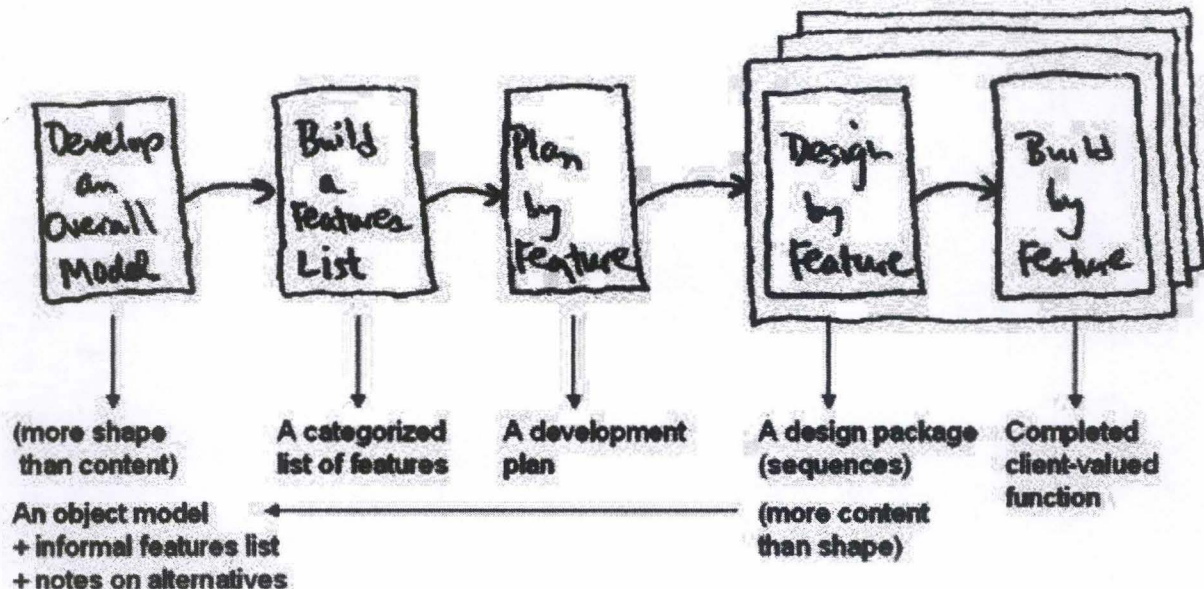 Develop
an
Overall
Model
Build
a
Features
List
Plan
by
Feature
Design
by
Feature
Build
by
Feature
(more shape
than content)
An object model
+ informal features list
+ notes on alternatives
A categorized
list of features
A development
plan
A design package
(sequences)
(more content
than shape)
Completed
client-valued
function